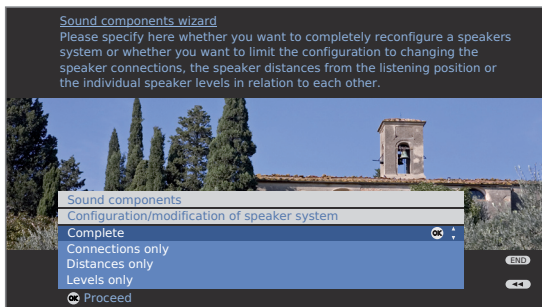 Sound components wizard
Please specify here whether you want to completely reconfigure a speakers
system or whether you want to limit the configuration to changing the
speaker connections, the speaker distances from the listening position or
the individual speaker levels in relation to each other.
Sound components
Configuration/modification of speaker system
Complete OK
Connections only
Distances only
Levels only
END
OK Proceed